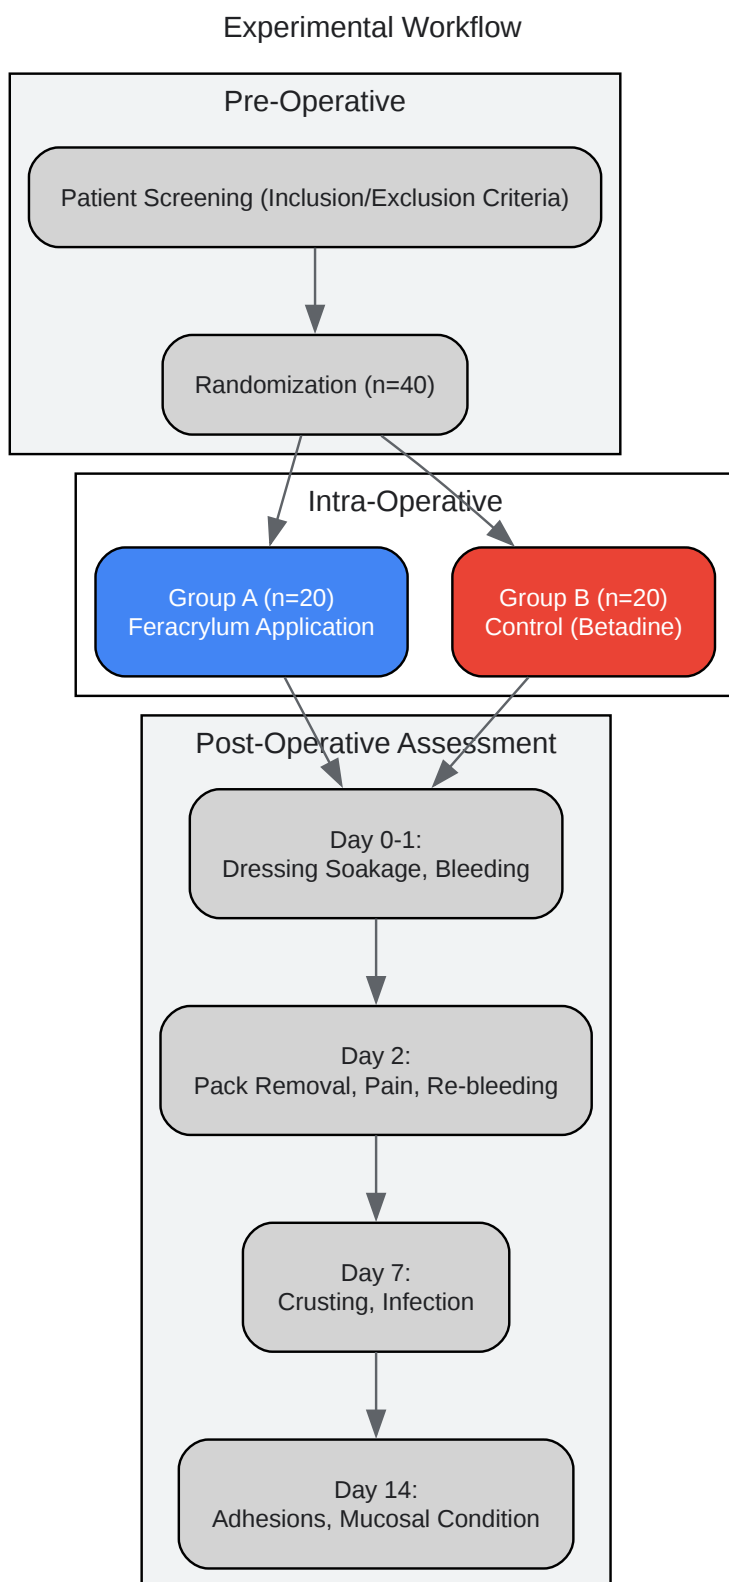 Experimental Workflow
Pre-Operative
Patient Screening (Inclusion/Exclusion Criteria)
Randomization (n=40)
Intra-Operative
Group A (n=20)
Feracrylum Application
Group B (n=20)
Control (Betadine)
Post-Operative Assessment
Day 0-1:
Dressing Soakage, Bleeding
Day 2:
Pack Removal, Pain, Re-bleeding
Day 7:
Crusting, Infection
Day 14:
Adhesions, Mucosal Condition